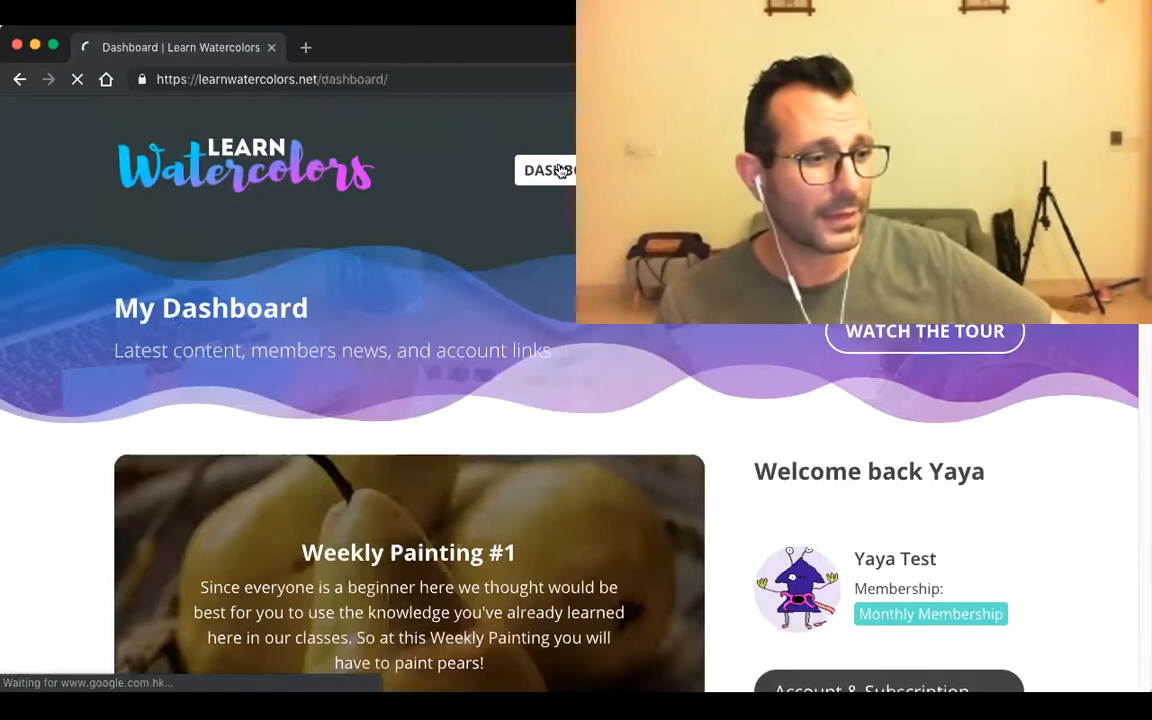 Dashboard | Learn Watercolors
https://learnwatercolors.net/dashboard/
LEARN
Watercolors
My Dashboard
Latest content, members news, and account links
WATCH THE TOUR
Welcome back Yaya
Weekly Painting #1
Since everyone is a beginner here we thought would be
best for you to use the knowledge you've already learned
here in our classes. So at this Weekly Painting you will
have to paint pears!
Yaya Test
Membership:
Monthly Membership
Account & Subscription
Waiting for www.google.com.hk...